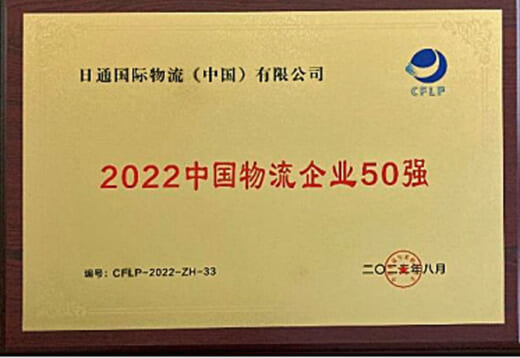 日通国际物流（中国）有限公司
CFLP
2022中国物流企业50强
编号：CFLP-2022-ZH-33
二〇二二年八月